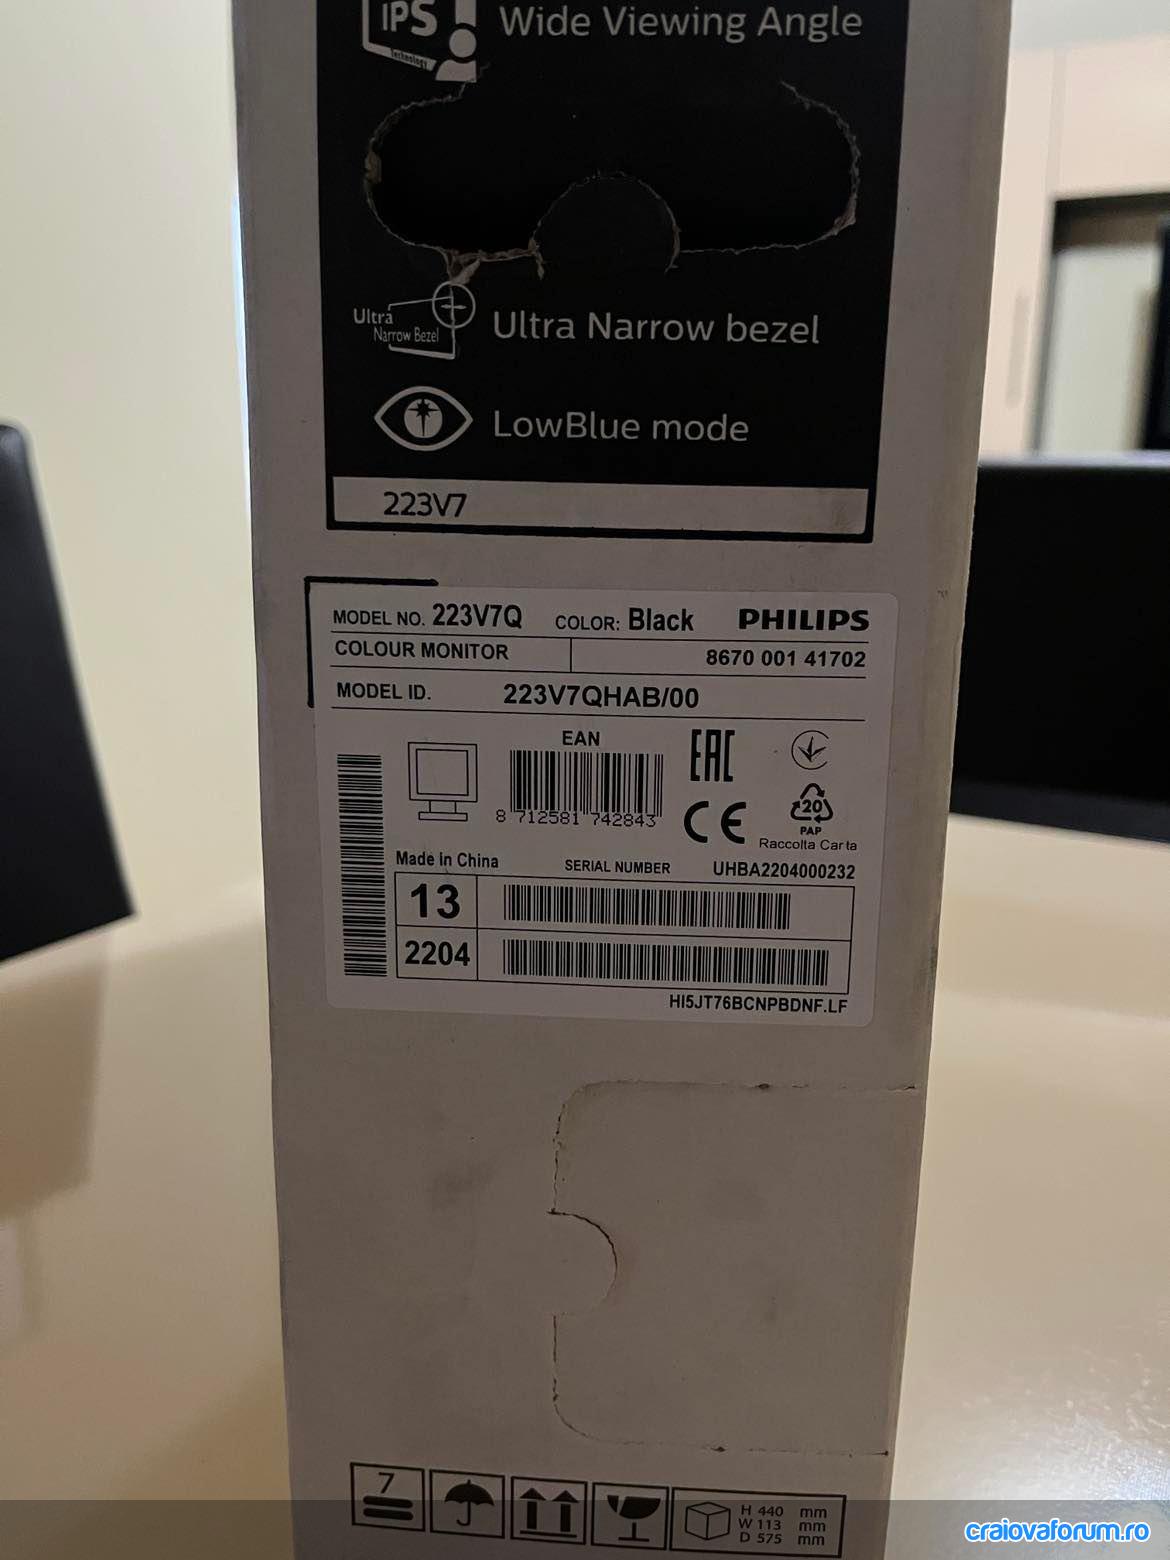 IPS
Technology
Wide Viewing Angle
Ultra
Narrow Bezel
Ultra Narrow bezel
LowBlue mode
223V7
MODEL NO. 223V7Q COLOR: Black PHILIPS
COLOUR MONITOR 8670 001 41702
MODEL ID. 223V7QHAB/00
EAN
EAC
8 712581 742843
CE
20
PAP
Raccolta Carta
Made in China SERIAL NUMBER UHBA2204000232
13
2204
HI5JT76BCNPBDNF.LF
7
H 440 mm
W 113 mm
D 575 mm
craiovaforum.ro